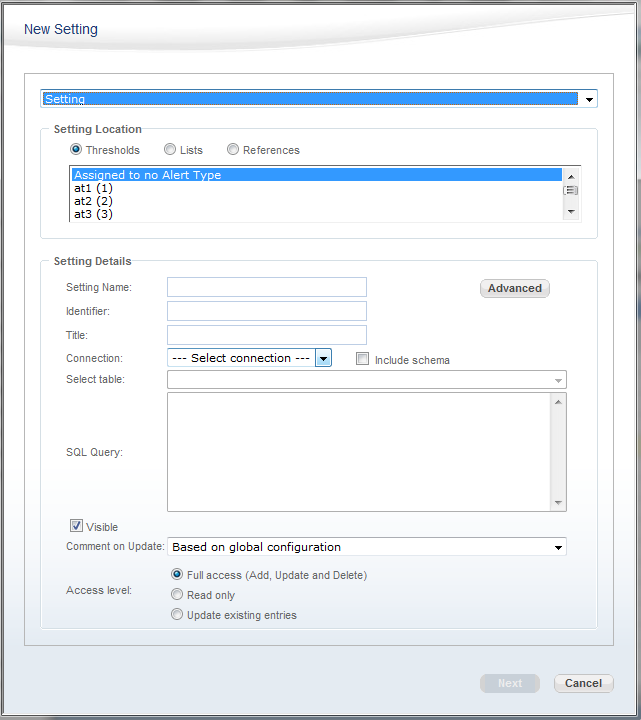 New Setting
Setting
Setting Location
Thresholds Lists References
Assigned to no Alert Type
at1 (1)
at2 (2)
at3 (3)
Setting Details
Setting Name: Advanced
Identifier:
Title:
Connection: --- Select connection --- Include schema
Select table:
SQL Query:
Visible
Comment on Update: Based on global configuration
Access level: Full access (Add, Update and Delete)
Read only
Update existing entries
Next Cancel